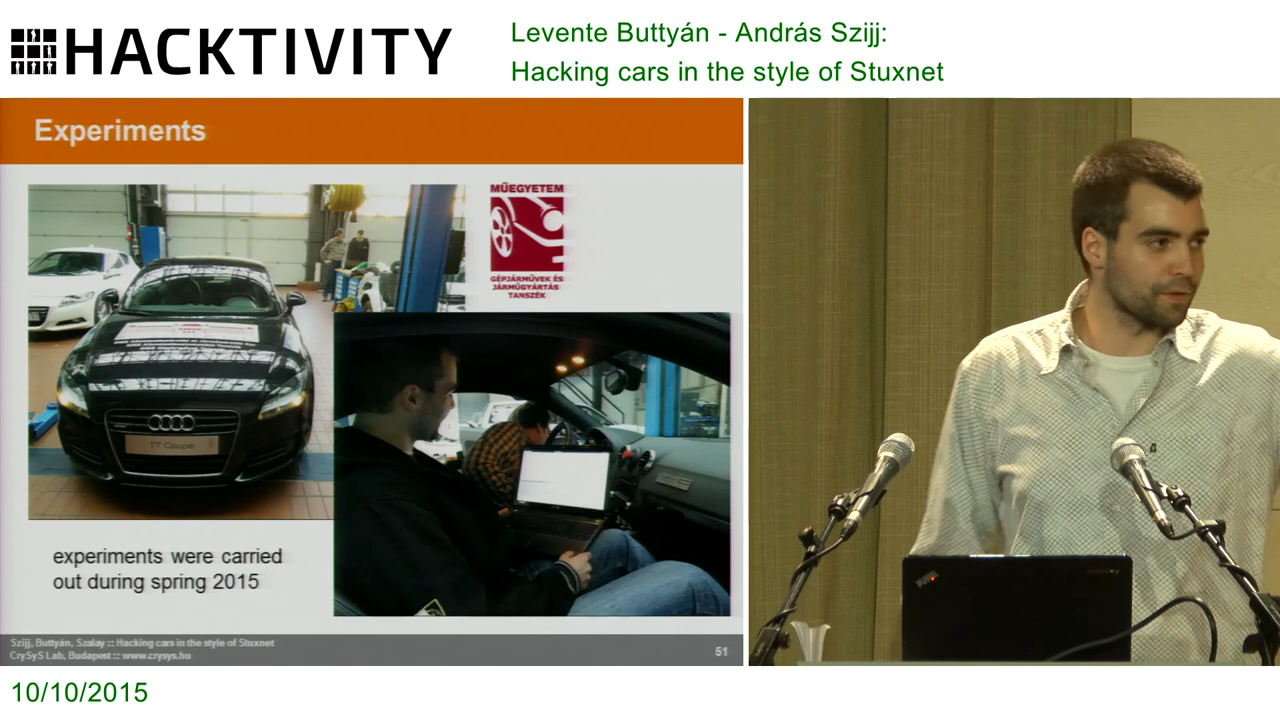 HACKTIVITY
Levente Buttyán - András Szijj:
Hacking cars in the style of Stuxnet
Experiments
MŰEGYETEM
GÉPJÁRMŰVEK ÉS
JÁRMŰGYÁRTÁS
TANSZÉK
TT Coupé
experiments were carried
out during spring 2015
Szijj, Buttyán, Szalay :: Hacking cars in the style of Stuxnet
CrySyS Lab, Budapest :: www.crysys.hu
51
10/10/2015